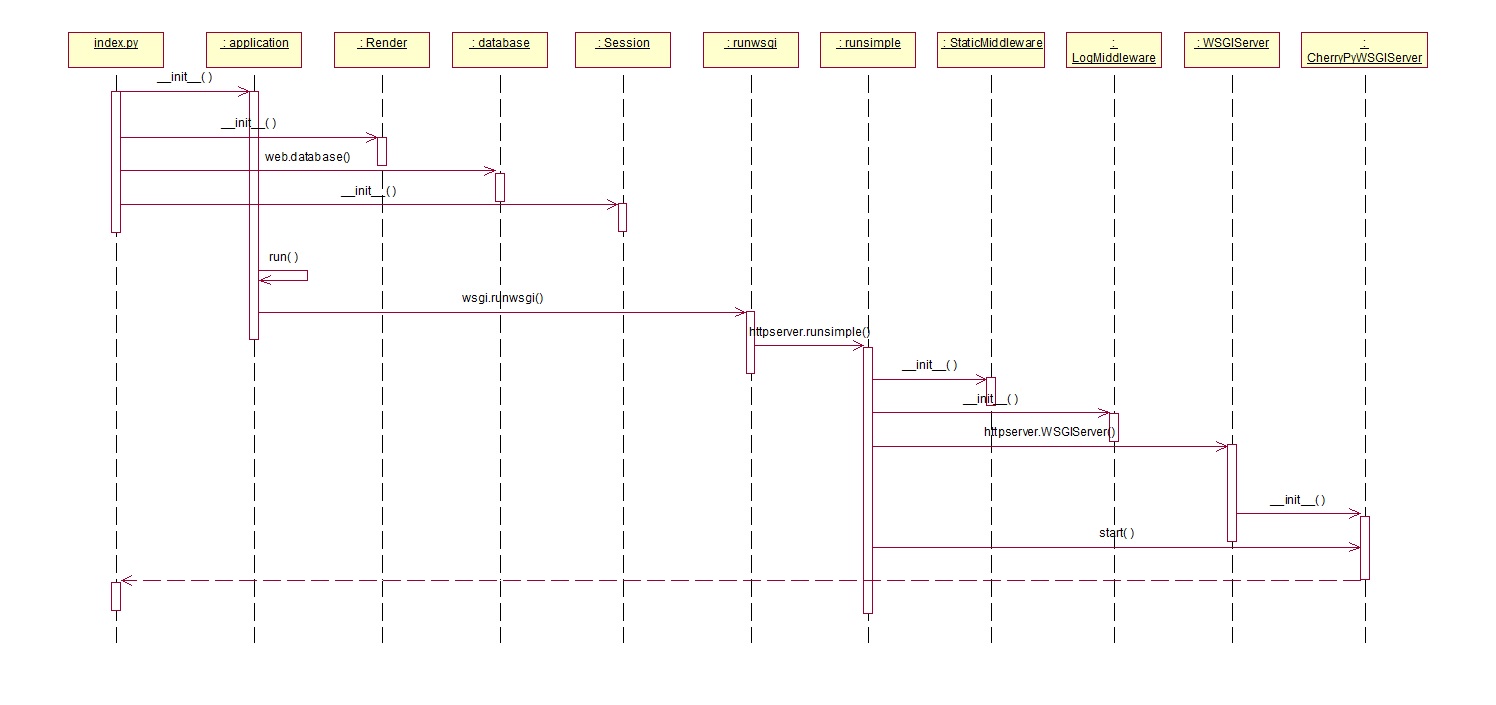 index.py
: application
: Render
: database
: Session
: runwsgi
: runsimple
: StaticMiddleware
:
LogMiddleware
: WSGIServer
:
CherryPyWSGIServer
__init__( )
__init__( )
web.database()
__init__( )
run( )
wsgi.runwsgi()
httpserver.runsimple()
__init__( )
__init__( )
httpserver.WSGIServer()
__init__( )
start( )